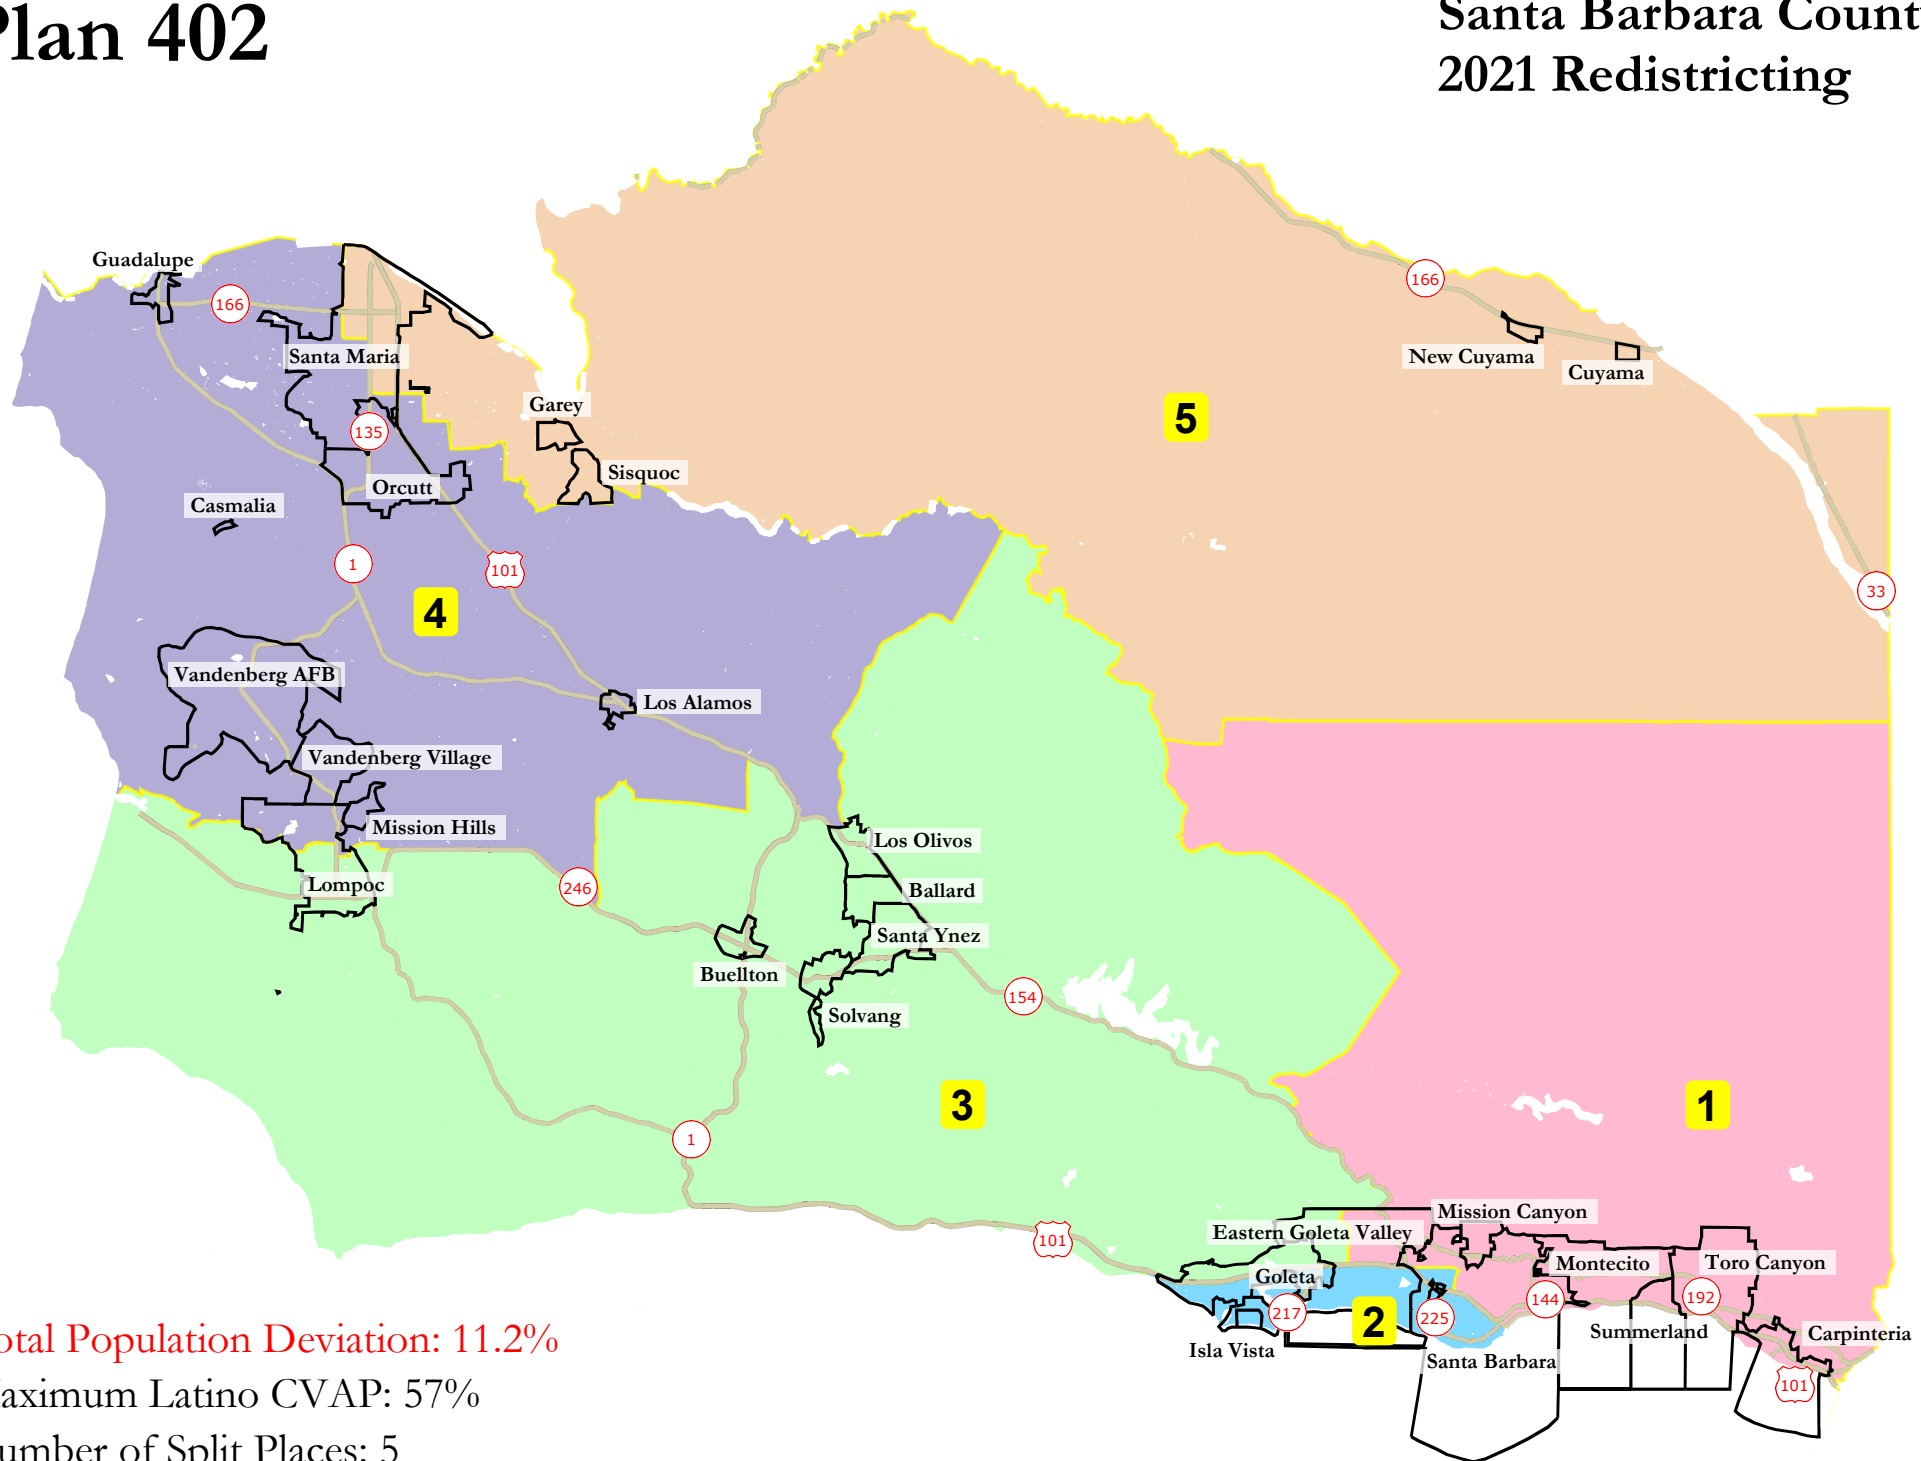 Plan 402
Santa Barbara County
2021 Redistricting
Guadalupe
166
166
Santa Maria
New Cuyama
Cuyama
Garey
5
135
Sisquoc
Orcutt
Casmalia
1
101
33
4
Vandenberg AFB
Los Alamos
Vandenberg Village
Mission Hills
Los Olivos
Lompoc
246
Ballard
Santa Ynez
Buellton
154
Solvang
3
1
1
Mission Canyon
Eastern Goleta Valley
101
Montecito
Toro Canyon
Goleta
217
2
225
144
192
Summerland
Carpinteria
Isla Vista
Santa Barbara
101
otal Population Deviation: 11.2%
aximum Latino CVAP: 57%
umber of Split Places: 5